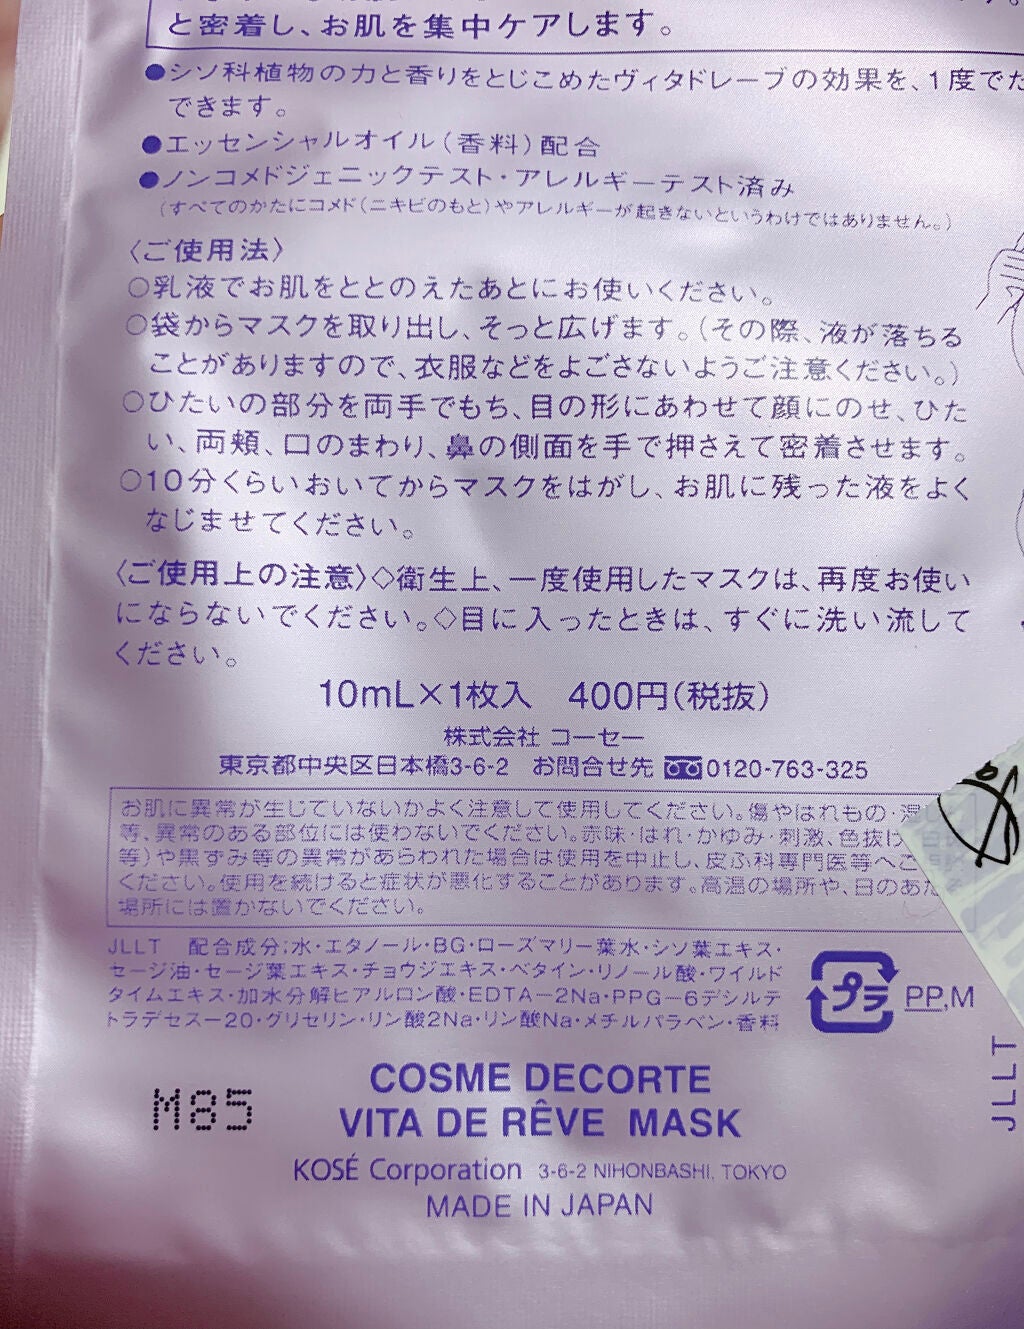 と密着し、お肌を集中ケアします。
●シソ科植物の力と香りをとじこめたヴィタドレーブの効果を、1度でた
できます。
●エッセンシャルオイル（香料）配合
●ノンコメドジェニックテスト・アレルギーテスト済み
（すべてのかたにコメド（ニキビのもと）やアレルギーが起きないというわけではありません。）
〈ご使用法〉
○乳液でお肌をととのえたあとにお使いください。
○袋からマスクを取り出し、そっと広げます。（その際、液が落ちる
ことがありますので、衣服などをよごさないようご注意ください。）
○ひたいの部分を両手でもち、目の形にあわせて顔にのせ、ひた
い、両頬、口のまわり、鼻の側面を手で押さえて密着させます。
○10分くらいおいてからマスクをはがし、お肌に残った液をよく
なじませてください。
〈ご使用上の注意〉◇衛生上、一度使用したマスクは、再度お使い
にならないでください。◇目に入ったときは、すぐに洗い流して
ください。
10mL×1枚入　400円（税抜）
株式会社 コーセー
東京都中央区日本橋3-6-2　お問合せ先 0120-763-325
お肌に異常が生じていないかよく注意して使用してください。傷やはれもの・湿し
等、異常のある部位には使わないでください。赤味・はれ・かゆみ・刺激、色抜け
等）や黒ずみ等の異常があらわれた場合は使用を中止し、皮ふ科専門医等へご
ください。使用を続けると症状が悪化することがあります。高温の場所や、日のあた
場所には置かないでください。
JLLT　配合成分：水・エタノール・BG・ローズマリー葉水・シソ葉エキス・
セージ油・セージ葉エキス・チョウジエキス・ベタイン・リノール酸・ワイルド
タイムエキス・加水分解ヒアルロン酸・EDTA－2Na・PPG－6デシルテ
トラデセス－20・グリセリン・リン酸2Na・リン酸Na・メチルパラベン・香料
プラ
PP,M
JLLT
M85
COSME DECORTE
VITA DE RÊVE MASK
KOSÉ Corporation 3-6-2 NIHONBASHI, TOKYO
MADE IN JAPAN